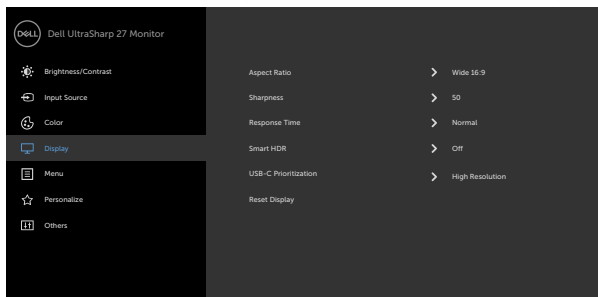 DELL Dell UltraSharp 27 Monitor
Brightness/Contrast
Input Source
Color
Display
Menu
Personalize
Others
Aspect Ratio Wide 16:9
Sharpness 50
Response Time Normal
Smart HDR Off
USB-C Prioritization High Resolution
Reset Display